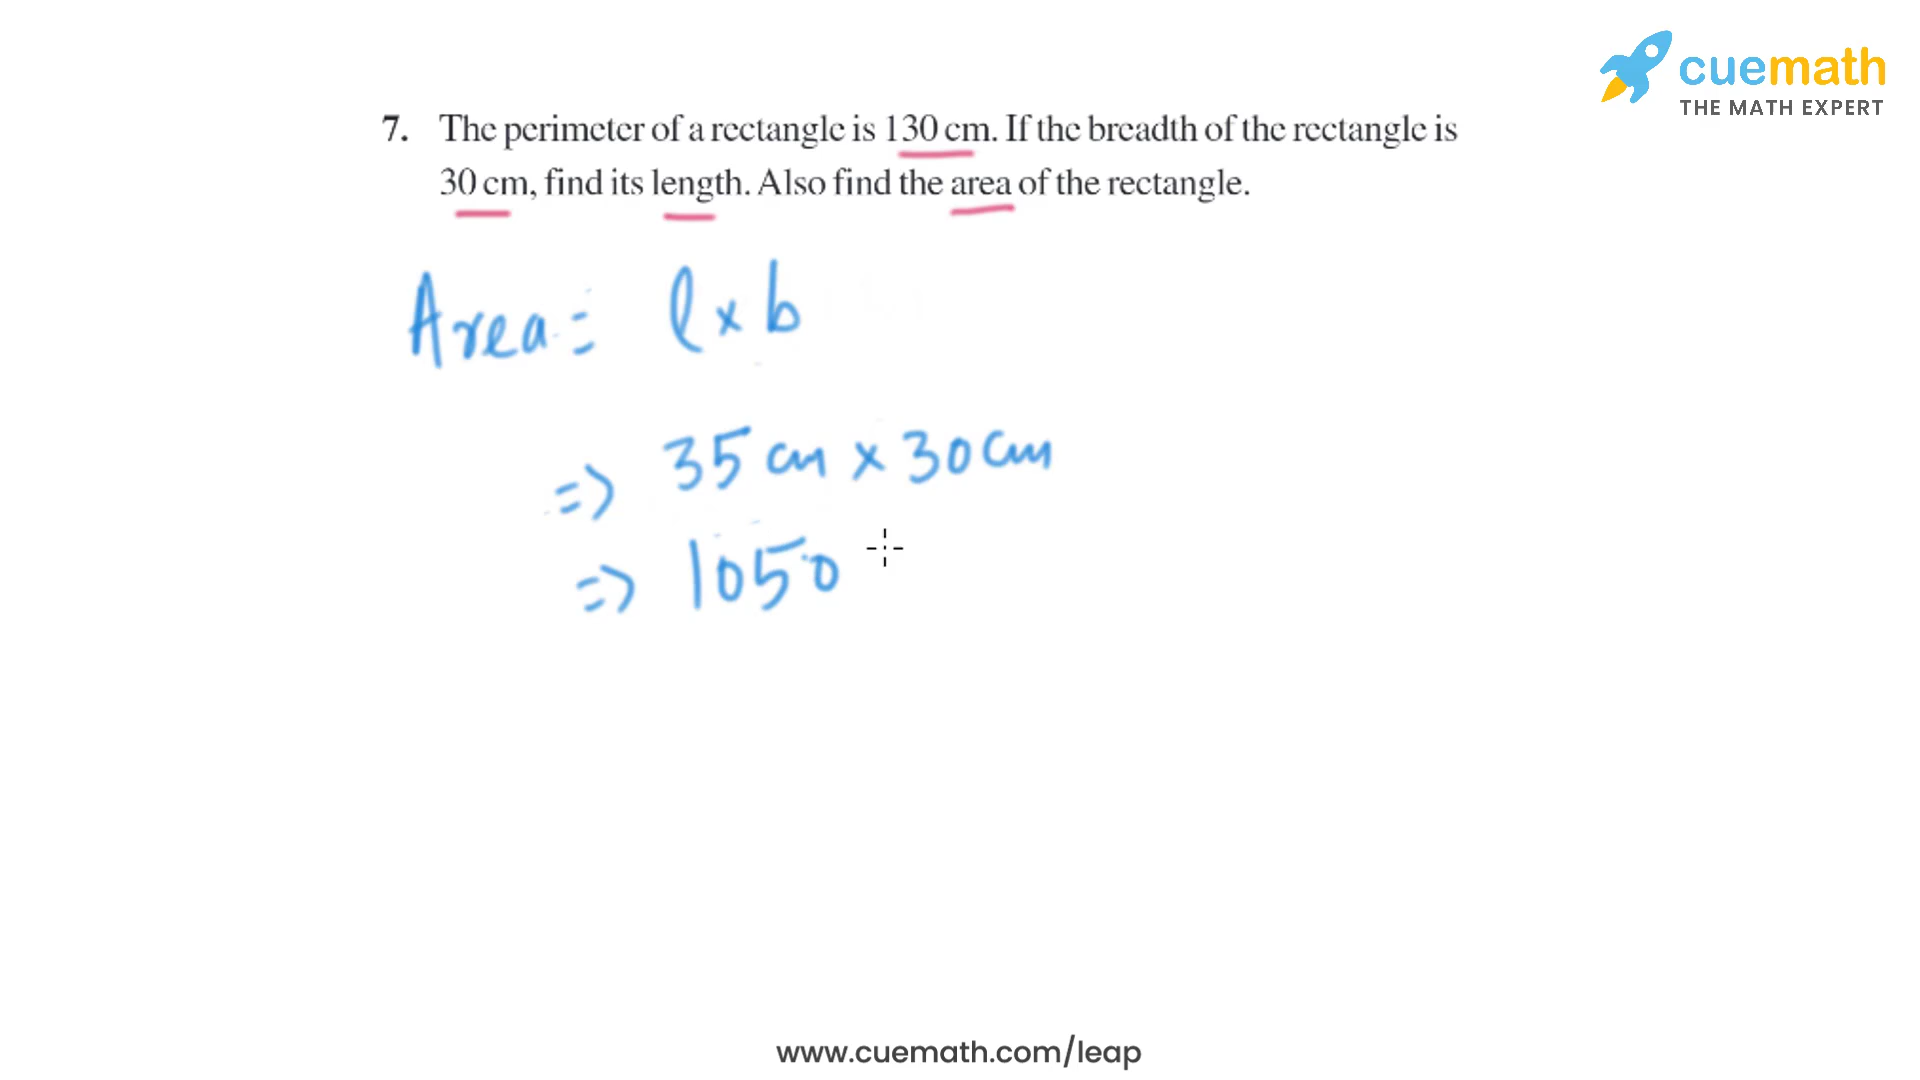 cuemath
THE MATH EXPERT
7. The perimeter of a rectangle is 130 cm. If the breadth of the rectangle is
30 cm, find its length. Also find the area of the rectangle.
Area = l × b
=> 35 cm × 30 cm
=> 1050
www.cuemath.com/leap